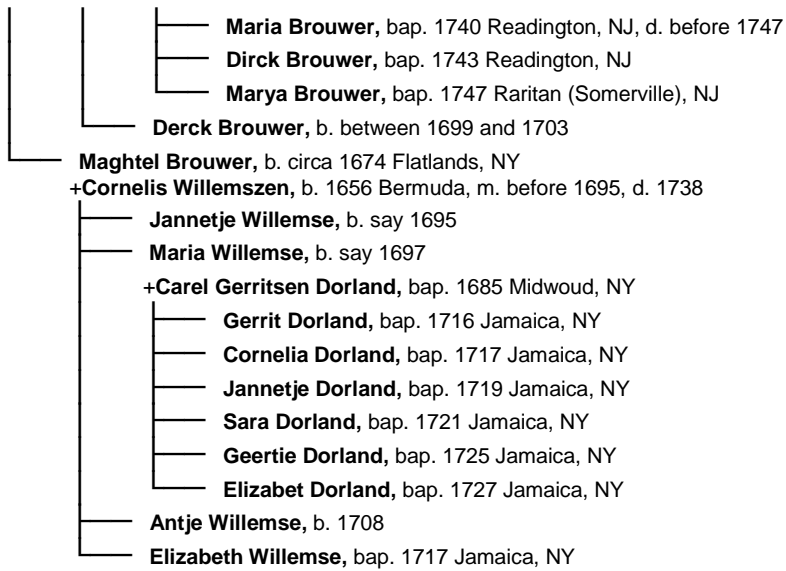 Maria Brouwer, bap. 1740 Readington, NJ, d. before 1747
Dirck Brouwer, bap. 1743 Readington, NJ
Marya Brouwer, bap. 1747 Raritan (Somerville), NJ
Derck Brouwer, b. between 1699 and 1703
Maghtel Brouwer, b. circa 1674 Flatlands, NY
+Cornelis Willemszen, b. 1656 Bermuda, m. before 1695, d. 1738
Jannetje Willemse, b. say 1695
Maria Willemse, b. say 1697
+Carel Gerritsen Dorland, bap. 1685 Midwoud, NY
Gerrit Dorland, bap. 1716 Jamaica, NY
Cornelia Dorland, bap. 1717 Jamaica, NY
Jannetje Dorland, bap. 1719 Jamaica, NY
Sara Dorland, bap. 1721 Jamaica, NY
Geertie Dorland, bap. 1725 Jamaica, NY
Elizabet Dorland, bap. 1727 Jamaica, NY
Antje Willemse, b. 1708
Elizabeth Willemse, bap. 1717 Jamaica, NY